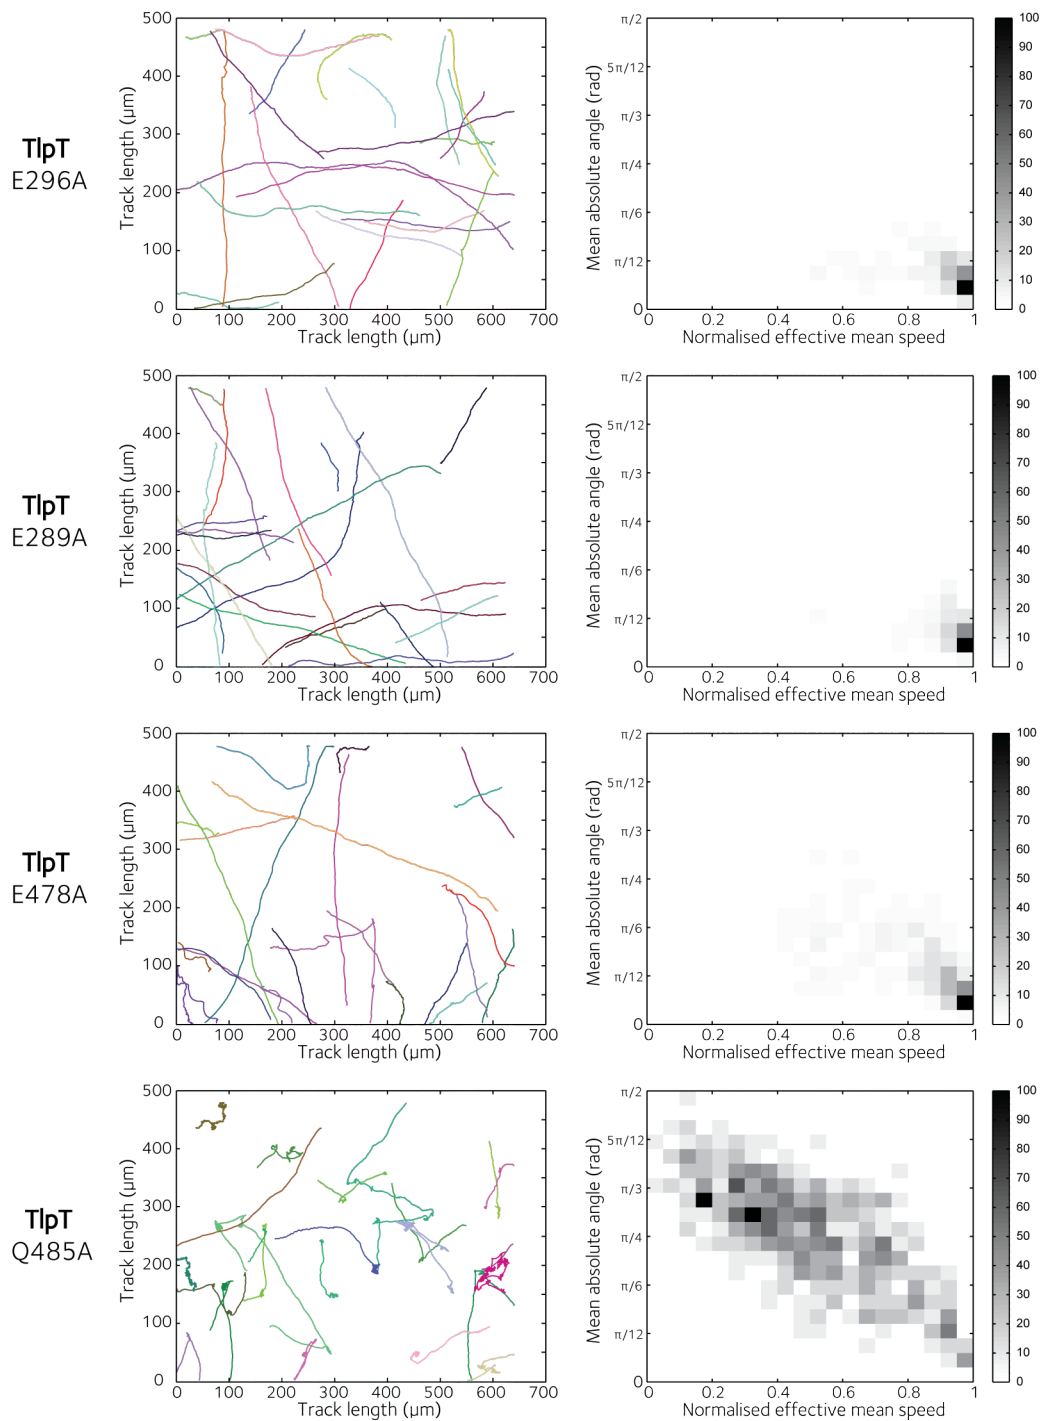 TlpT
E296A
Track length (µm)
500
400
300
200
100
0
0 100 200 300 400 500 600 700
Track length (µm)
Mean absolute angle (rad)
π/2
5π/12
π/3
π/4
π/6
π/12
0
0 0.2 0.4 0.6 0.8 1
Normalised effective mean speed
100
90
80
70
60
50
40
30
20
10
0
TlpT
E289A
Track length (µm)
500
400
300
200
100
0
0 100 200 300 400 500 600 700
Track length (µm)
Mean absolute angle (rad)
π/2
5π/12
π/3
π/4
π/6
π/12
0
0 0.2 0.4 0.6 0.8 1
Normalised effective mean speed
100
90
80
70
60
50
40
30
20
10
0
TlpT
E478A
Track length (µm)
500
400
300
200
100
0
0 100 200 300 400 500 600 700
Track length (µm)
Mean absolute angle (rad)
π/2
5π/12
π/3
π/4
π/6
π/12
0
0 0.2 0.4 0.6 0.8 1
Normalised effective mean speed
100
90
80
70
60
50
40
30
20
10
0
TlpT
Q485A
Track length (µm)
500
400
300
200
100
0
0 100 200 300 400 500 600 700
Track length (µm)
Mean absolute angle (rad)
π/2
5π/12
π/3
π/4
π/6
π/12
0
0 0.2 0.4 0.6 0.8 1
Normalised effective mean speed
100
90
80
70
60
50
40
30
20
10
0